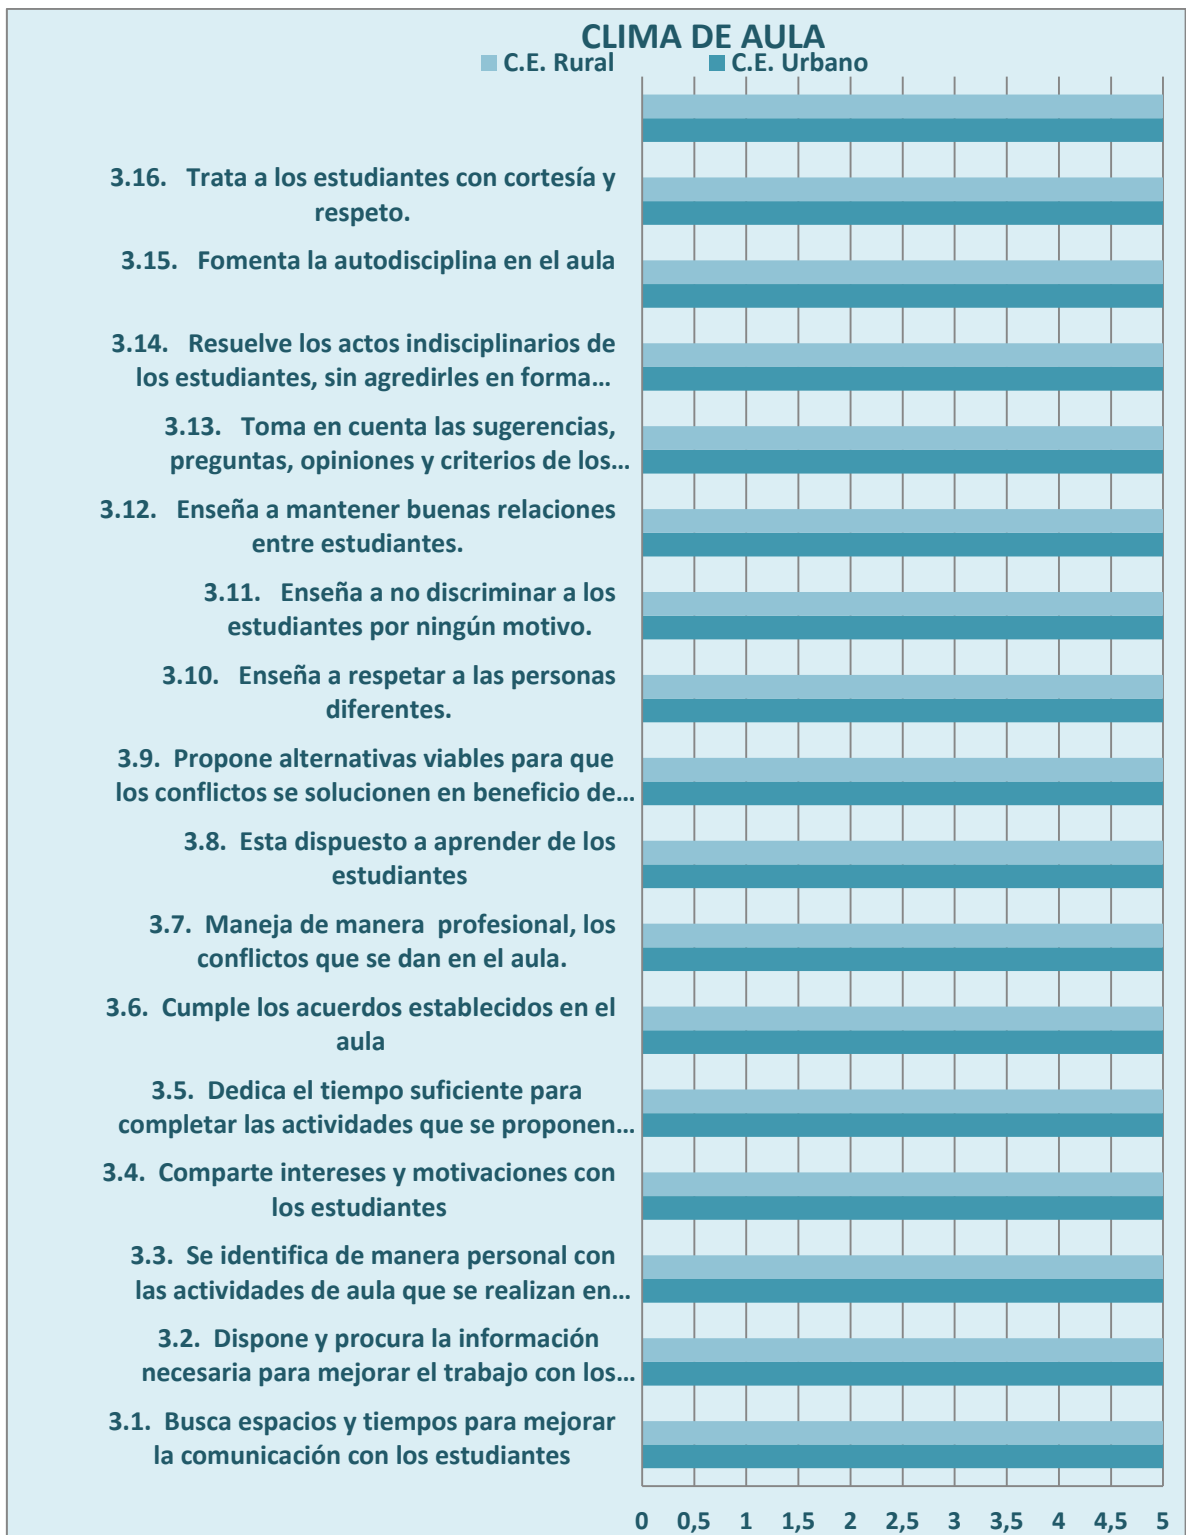 CLIMA DE AULA
C.E. Rural C.E. Urbano
3.16. Trata a los estudiantes con cortesía y
respeto.
3.15. Fomenta la autodisciplina en el aula
3.14. Resuelve los actos indisciplinarios de
los estudiantes, sin agredirles en forma…
3.13. Toma en cuenta las sugerencias,
preguntas, opiniones y criterios de los…
3.12. Enseña a mantener buenas relaciones
entre estudiantes.
3.11. Enseña a no discriminar a los
estudiantes por ningún motivo.
3.10. Enseña a respetar a las personas
diferentes.
3.9. Propone alternativas viables para que
los conflictos se solucionen en beneficio de…
3.8. Esta dispuesto a aprender de los
estudiantes
3.7. Maneja de manera profesional, los
conflictos que se dan en el aula.
3.6. Cumple los acuerdos establecidos en el
aula
3.5. Dedica el tiempo suficiente para
completar las actividades que se proponen…
3.4. Comparte intereses y motivaciones con
los estudiantes
3.3. Se identifica de manera personal con
las actividades de aula que se realizan en…
3.2. Dispone y procura la información
necesaria para mejorar el trabajo con los…
3.1. Busca espacios y tiempos para mejorar
la comunicación con los estudiantes
0 0,5 1 1,5 2 2,5 3 3,5 4 4,5 5